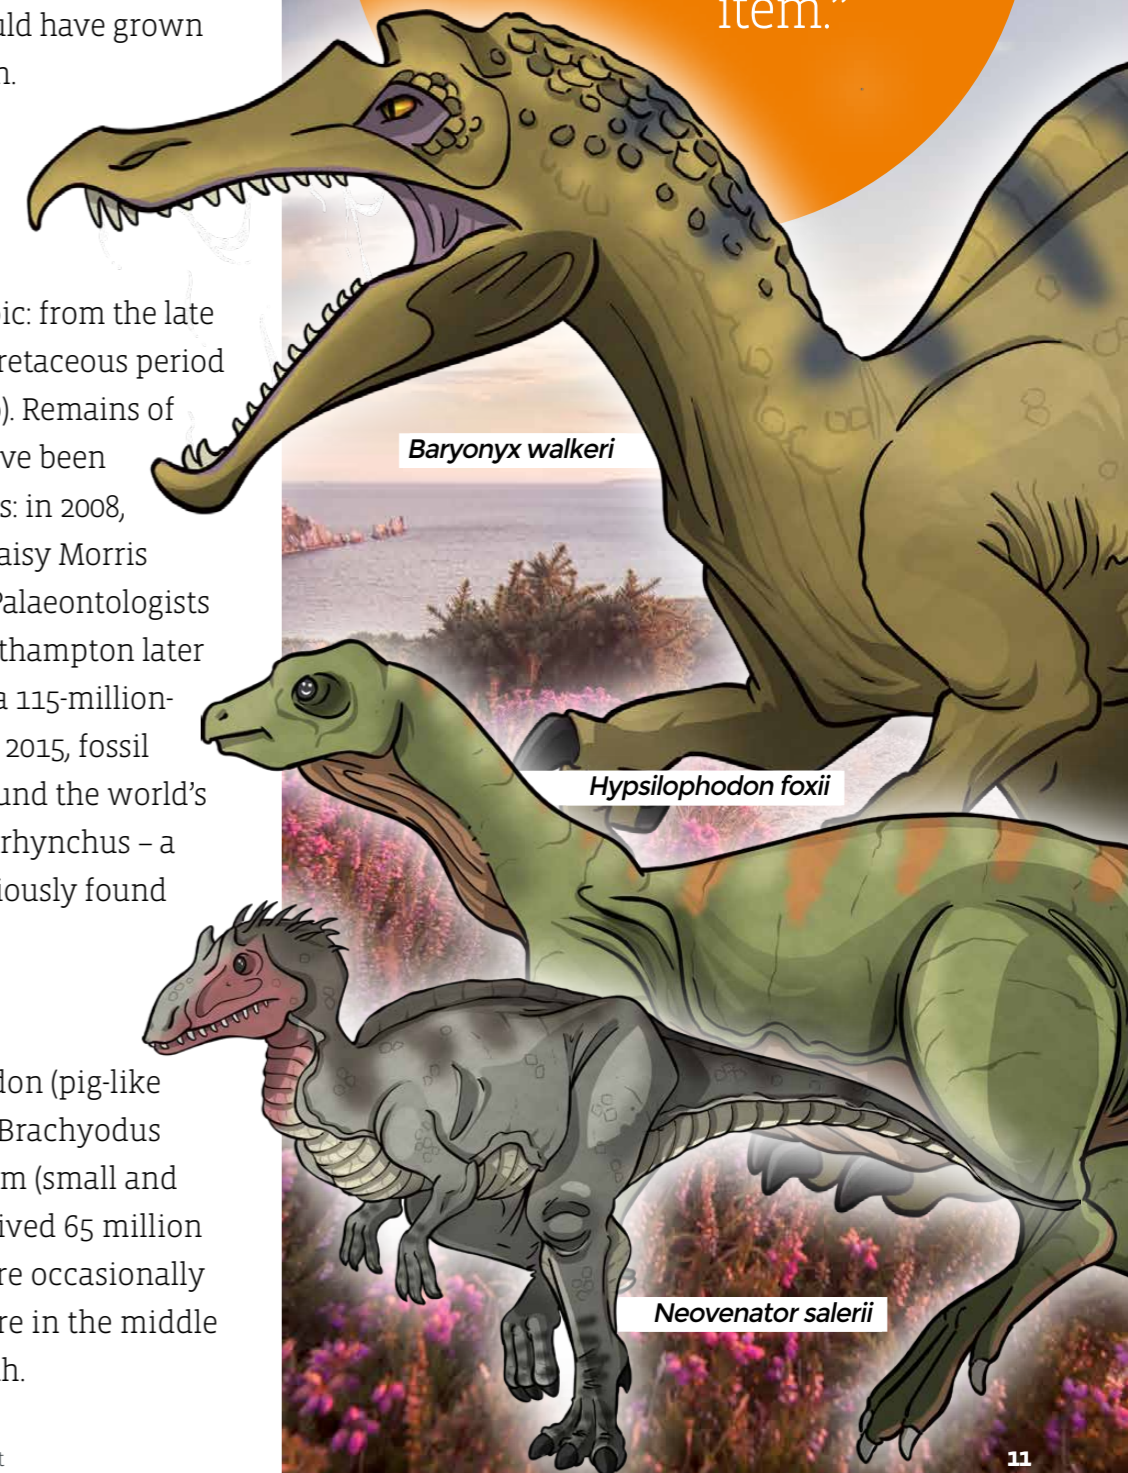 item.”
uld have grown
n.
pic: from the late
retaceous period
). Remains of
ve been
s: in 2008,
aisy Morris
Palaeontologists
thampton later
a 115-million-
2015, fossil
und the world’s
rhynchus – a
iously found
don (pig-like
Brachyodus
m (small and
ived 65 million
re occasionally
re in the middle
h.
t
Baryonyx walkeri
Hypsilophodon foxii
Neovenator salerii
11